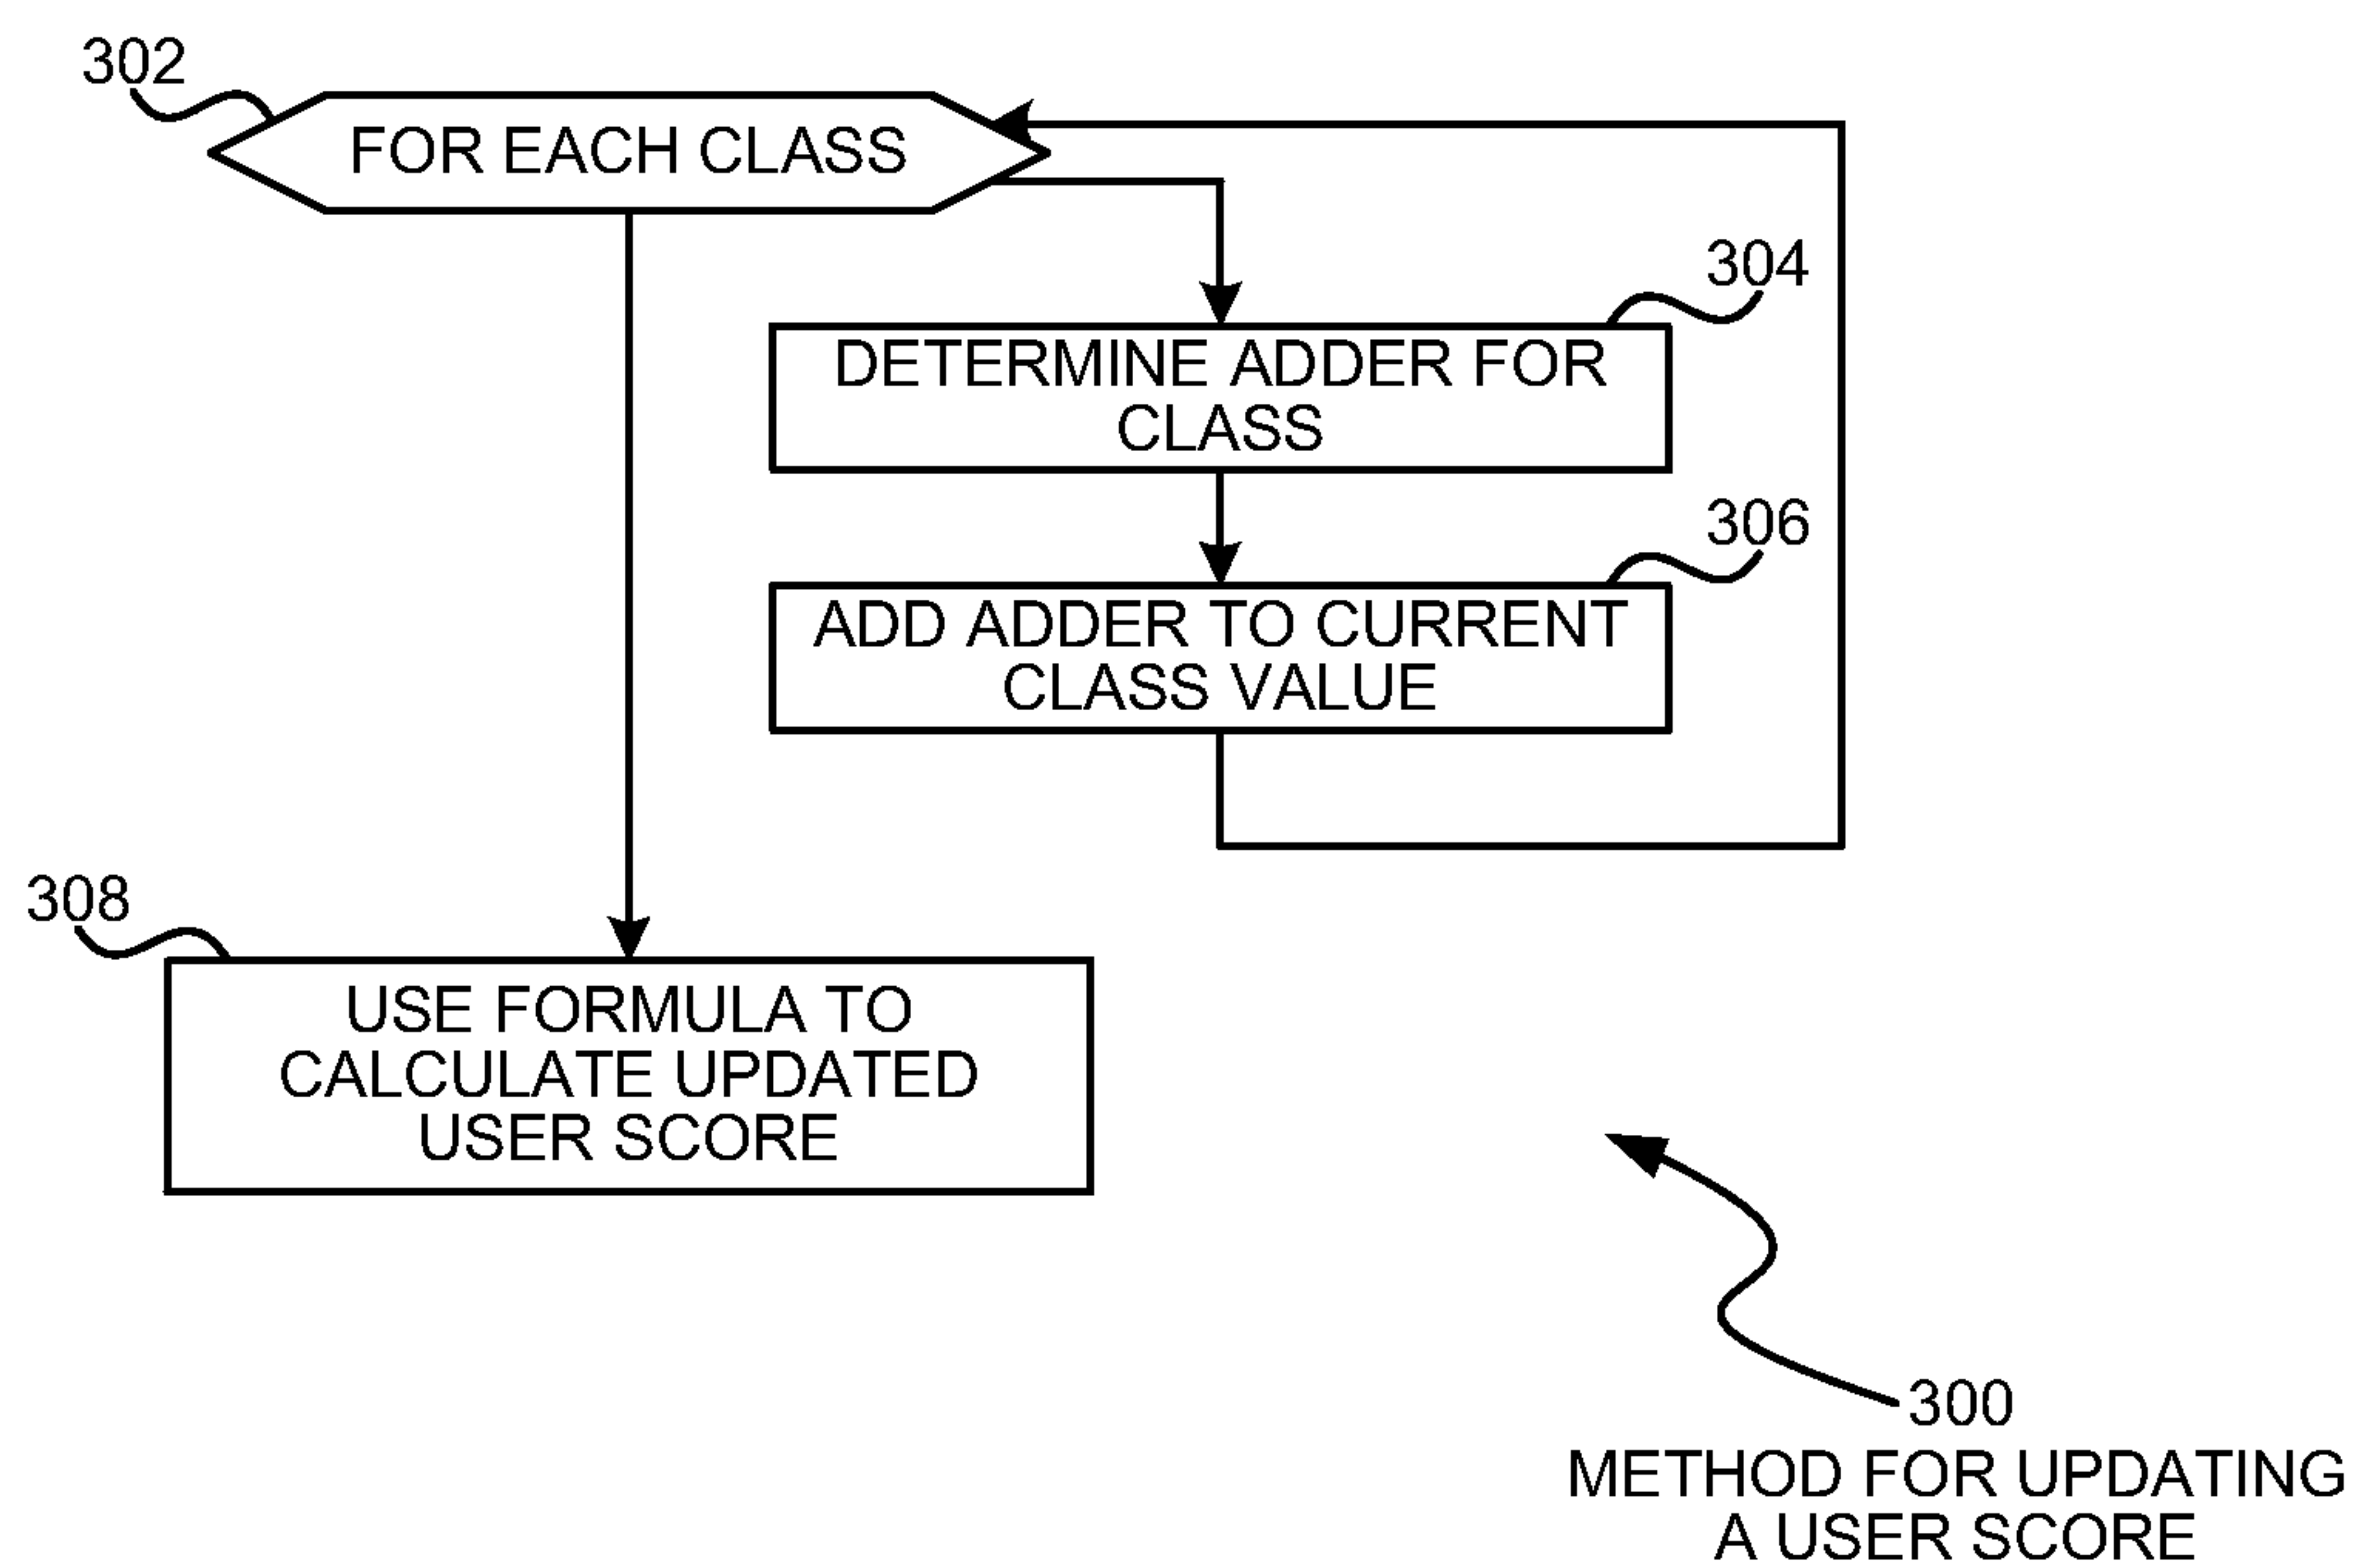 302
FOR EACH CLASS
304
DETERMINE ADDER FOR
CLASS
306
ADD ADDER TO CURRENT
CLASS VALUE
308
USE FORMULA TO
CALCULATE UPDATED
USER SCORE
300
METHOD FOR UPDATING
A USER SCORE